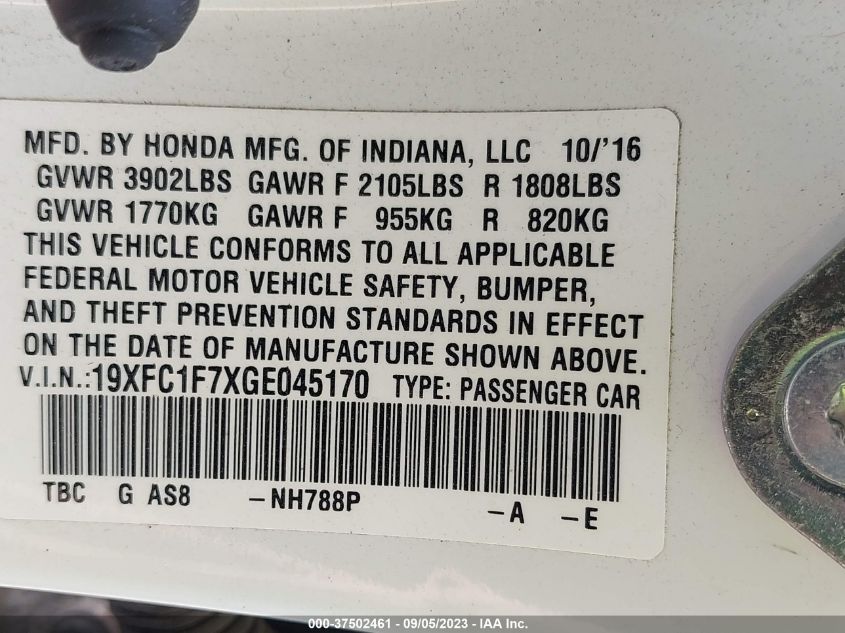 MFD. BY HONDA MFG. OF INDIANA, LLC 10/'16
GVWR 3902LBS GAWR F 2105LBS R 1808LBS
GVWR 1770KG GAWR F 955KG R 820KG
THIS VEHICLE CONFORMS TO ALL APPLICABLE
FEDERAL MOTOR VEHICLE SAFETY, BUMPER,
AND THEFT PREVENTION STANDARDS IN EFFECT
ON THE DATE OF MANUFACTURE SHOWN ABOVE.
V.I.N.:19XFC1F7XGE045170 TYPE: PASSENGER CAR
TBC G AS8 -NH788P -A -E
000-37502461 - 09/05/2023 - IAA Inc.